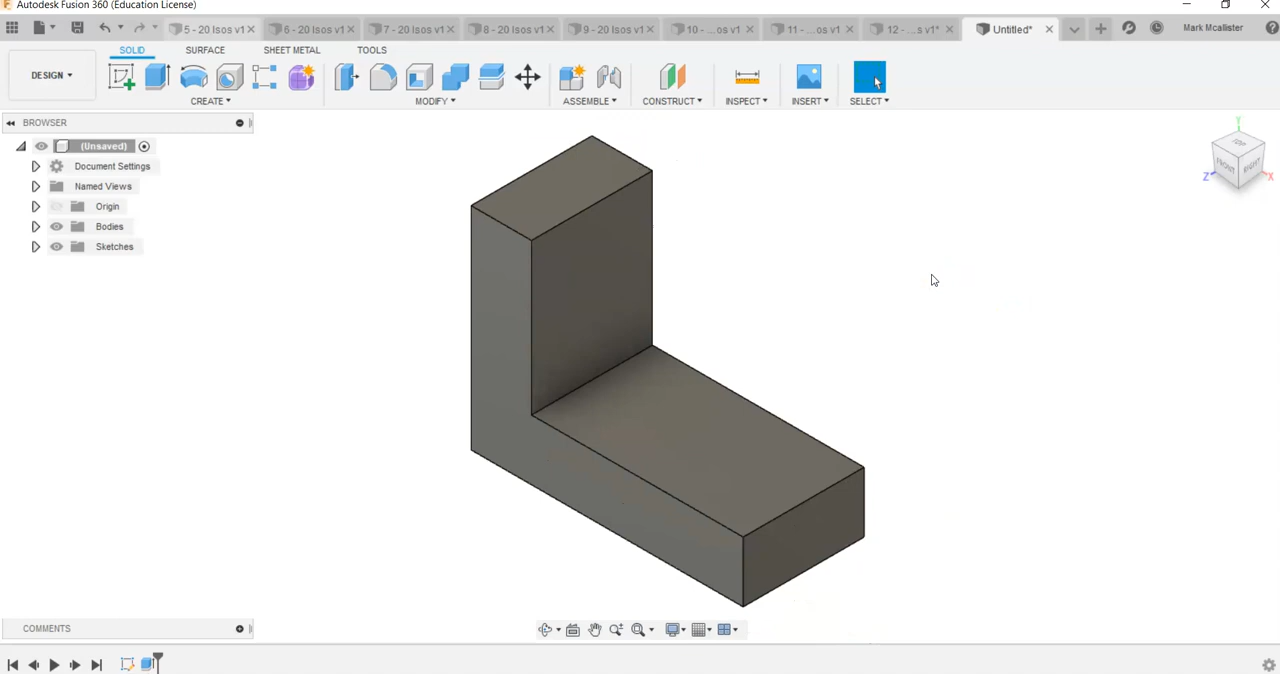 Autodesk Fusion 360 (Education License)
5 - 20 Isos v1
6 - 20 Isos v1
7 - 20 Isos v1
8 - 20 Isos v1
9 - 20 Isos v1
10 - ...os v1
11 - ...os v1
12 - ...s v1*
Untitled*
Mark Mcalister
SOLID
SURFACE
SHEET METAL
TOOLS
DESIGN
CREATE
MODIFY
ASSEMBLE
CONSTRUCT
INSPECT
INSERT
SELECT
BROWSER
(Unsaved)
Document Settings
Named Views
Origin
Bodies
Sketches
Y
TOP
FRONT
RIGHT
Z
X
COMMENTS